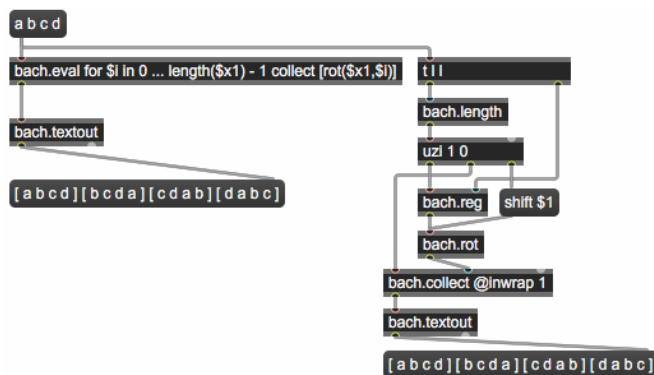 a b c d
bach.eval for $i in 0 ... length($x1) - 1 collect [rot($x1,$i)]
bach.textout
[ a b c d ] [ b c d a ] [ c d a b ] [ d a b c ]
t l l
bach.length
uzi 1 0
bach.reg
shift $1
bach.rot
bach.collect @inwrap 1
bach.textout
[ a b c d ] [ b c d a ] [ c d a b ] [ d a b c ]